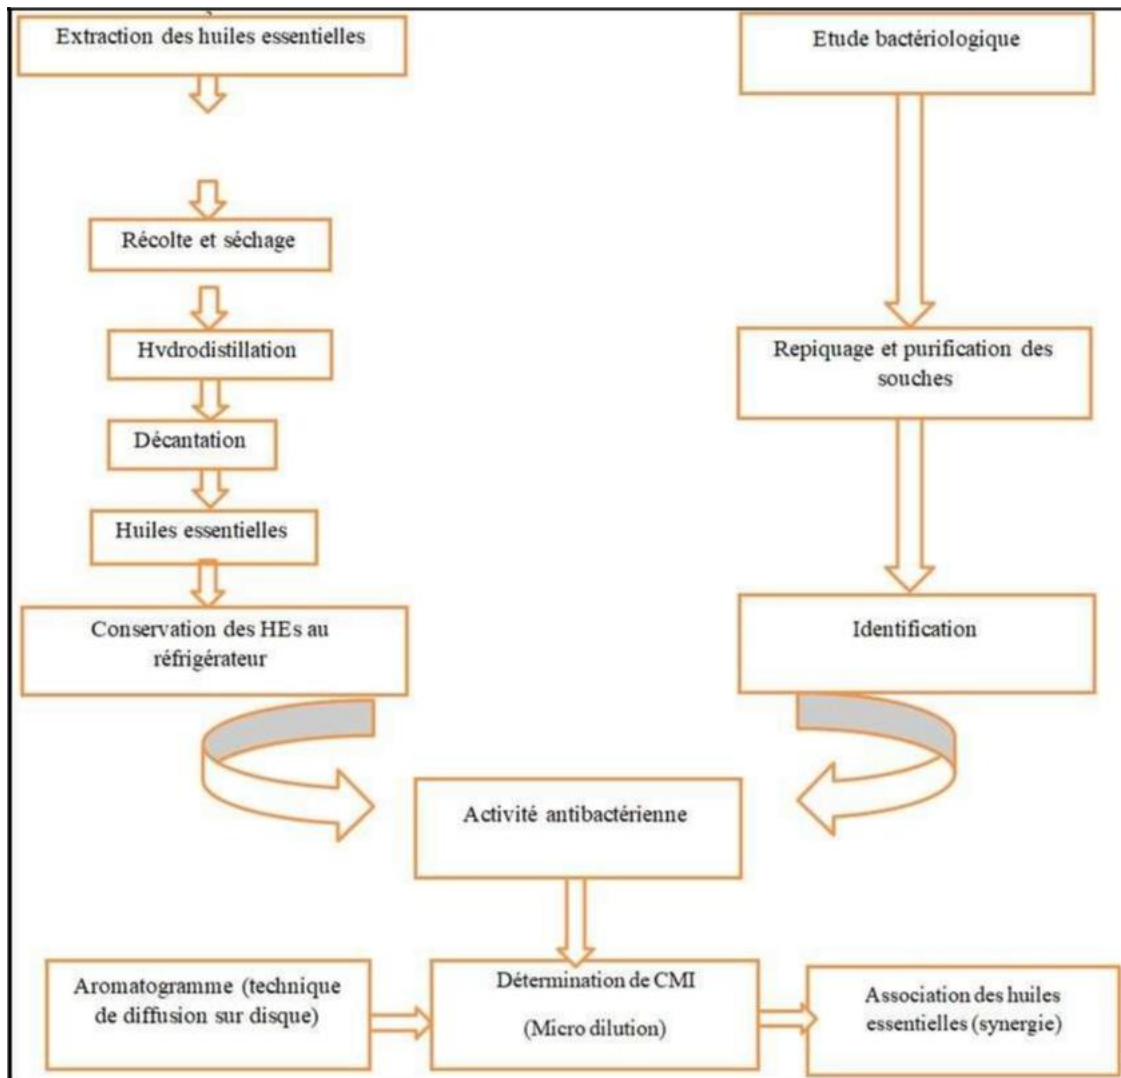 Extraction des huiles essentielles
Etude bactériologique
Récolte et séchage
Hvdrodistillation
Repiquage et purification des
souches
Décantation
Huiles essentielles
Conservation des HEs au
réfrigérateur
Identification
Activité antibactérienne
Aromatogramme (technique
de diffusion sur disque)
Détermination de CMI
(Micro dilution)
Association des huiles
essentielles (synergie)